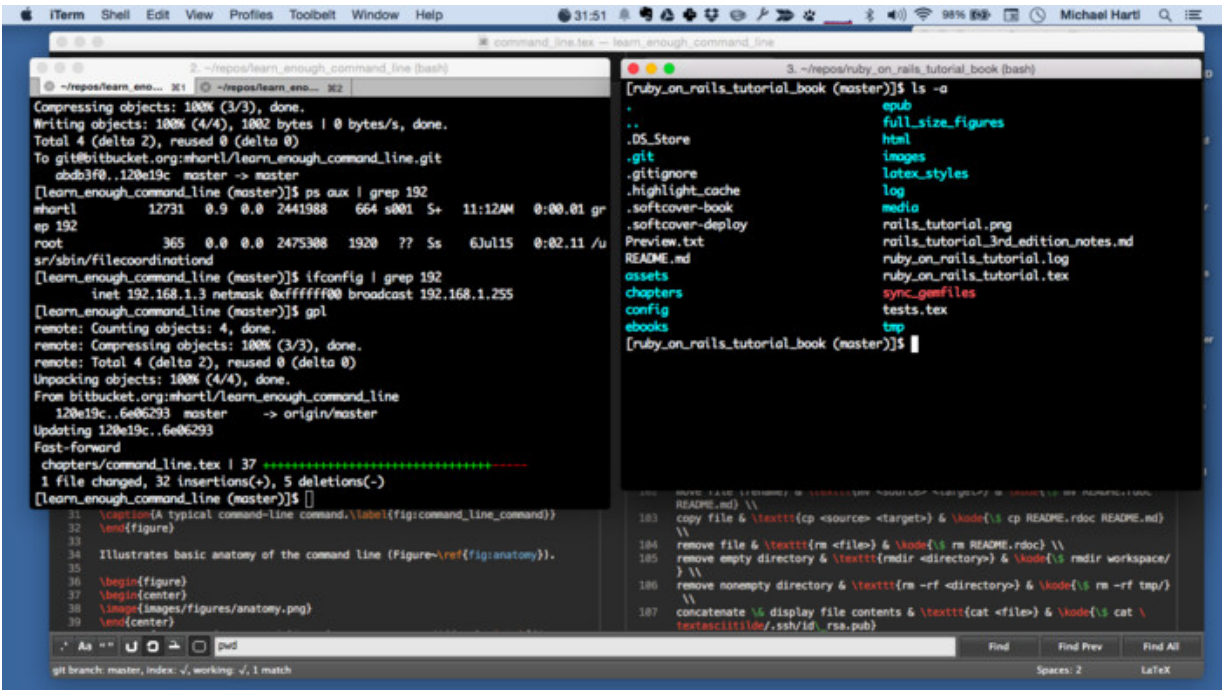 iTerm Shell Edit View Profiles Toolbelt Window Help 31:51 98% Michael Hartl
command_line.tex — learn_enough_command_line
2. ~/repos/learn_enough_command_line (bash)
~/repos/learn_eno... ⌘1 ~/repos/learn_eno... ⌘2
Compressing objects: 100% (3/3), done.
Writing objects: 100% (4/4), 1002 bytes | 0 bytes/s, done.
Total 4 (delta 2), reused 0 (delta 0)
To git@bitbucket.org:mhartl/learn_enough_command_line.git
abdb3f0..120e19c master -> master
[learn_enough_command_line (master)]$ ps aux | grep 192
mhartl 12731 0.9 0.0 2441988 664 s001 S+ 11:12AM 0:00.01 gr
ep 192
root 365 0.0 0.0 2475308 1920 ?? Ss 6Jul15 0:02.11 /u
sr/sbin/filecoordinationd
[learn_enough_command_line (master)]$ ifconfig | grep 192
inet 192.168.1.3 netmask 0xffffff00 broadcast 192.168.1.255
[learn_enough_command_line (master)]$ gpl
remote: Counting objects: 4, done.
remote: Compressing objects: 100% (3/3), done.
remote: Total 4 (delta 2), reused 0 (delta 0)
Unpacking objects: 100% (4/4), done.
From bitbucket.org:mhartl/learn_enough_command_line
120e19c..6e06293 master -> origin/master
Updating 120e19c..6e06293
Fast-forward
chapters/command_line.tex | 37 ++++++++++++++++++++++++++++++++-----
1 file changed, 32 insertions(+), 5 deletions(-)
[learn_enough_command_line (master)]$
3. ~/repos/ruby_on_rails_tutorial_book (bash)
[ruby_on_rails_tutorial_book (master)]$ ls -a
. epub
.. full_size_figures
.DS_Store html
.git images
.gitignore latex_styles
.highlight_cache log
.softcover-book media
.softcover-deploy rails_tutorial.png
Preview.txt rails_tutorial_3rd_edition_notes.md
README.md ruby_on_rails_tutorial.log
assets ruby_on_rails_tutorial.tex
chapters sync_gemfiles
config tests.tex
ebooks tmp
[ruby_on_rails_tutorial_book (master)]$
31 \caption{A typical command-line command.\label{fig:command_line_command}}
32 \end{figure}
33
34 Illustrates basic anatomy of the command line (Figure~\ref{fig:anatomy}).
35
36 \begin{figure}
37 \begin{center}
38 \image{images/figures/anatomy.png}
39 \end{center}
102 move file (rename) & \texttt{mv <source> <target>} & \kode{\$ mv README.rdoc
README.md} \\
103 copy file & \texttt{cp <source> <target>} & \kode{\$ cp README.rdoc README.md}
\\
104 remove file & \texttt{rm <file>} & \kode{\$ rm README.rdoc} \\
105 remove empty directory & \texttt{rmdir <directory>} & \kode{\$ rmdir workspace/
} \\
106 remove nonempty directory & \texttt{rm -rf <directory>} & \kode{\$ rm -rf tmp/}
\\
107 concatenate \& display file contents & \texttt{cat <file>} & \kode{\$ cat \
textasciitilde/.ssh/id\_rsa.pub}
.* Aa "" pwd Find Find Prev Find All
git branch: master, index: ✓, working: ✓, 1 match Spaces: 2 LaTeX